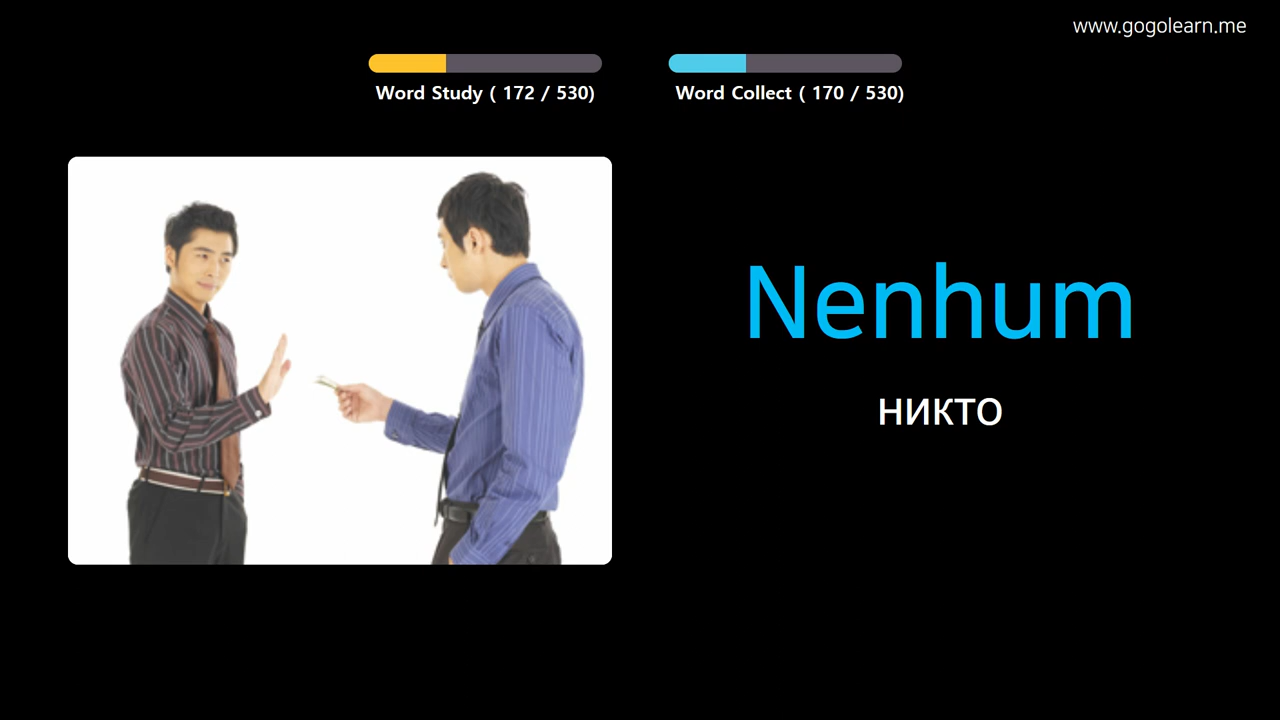 www.gogolearn.me
Word Study ( 172 / 530)
Word Collect ( 170 / 530)
Nenhum
никто